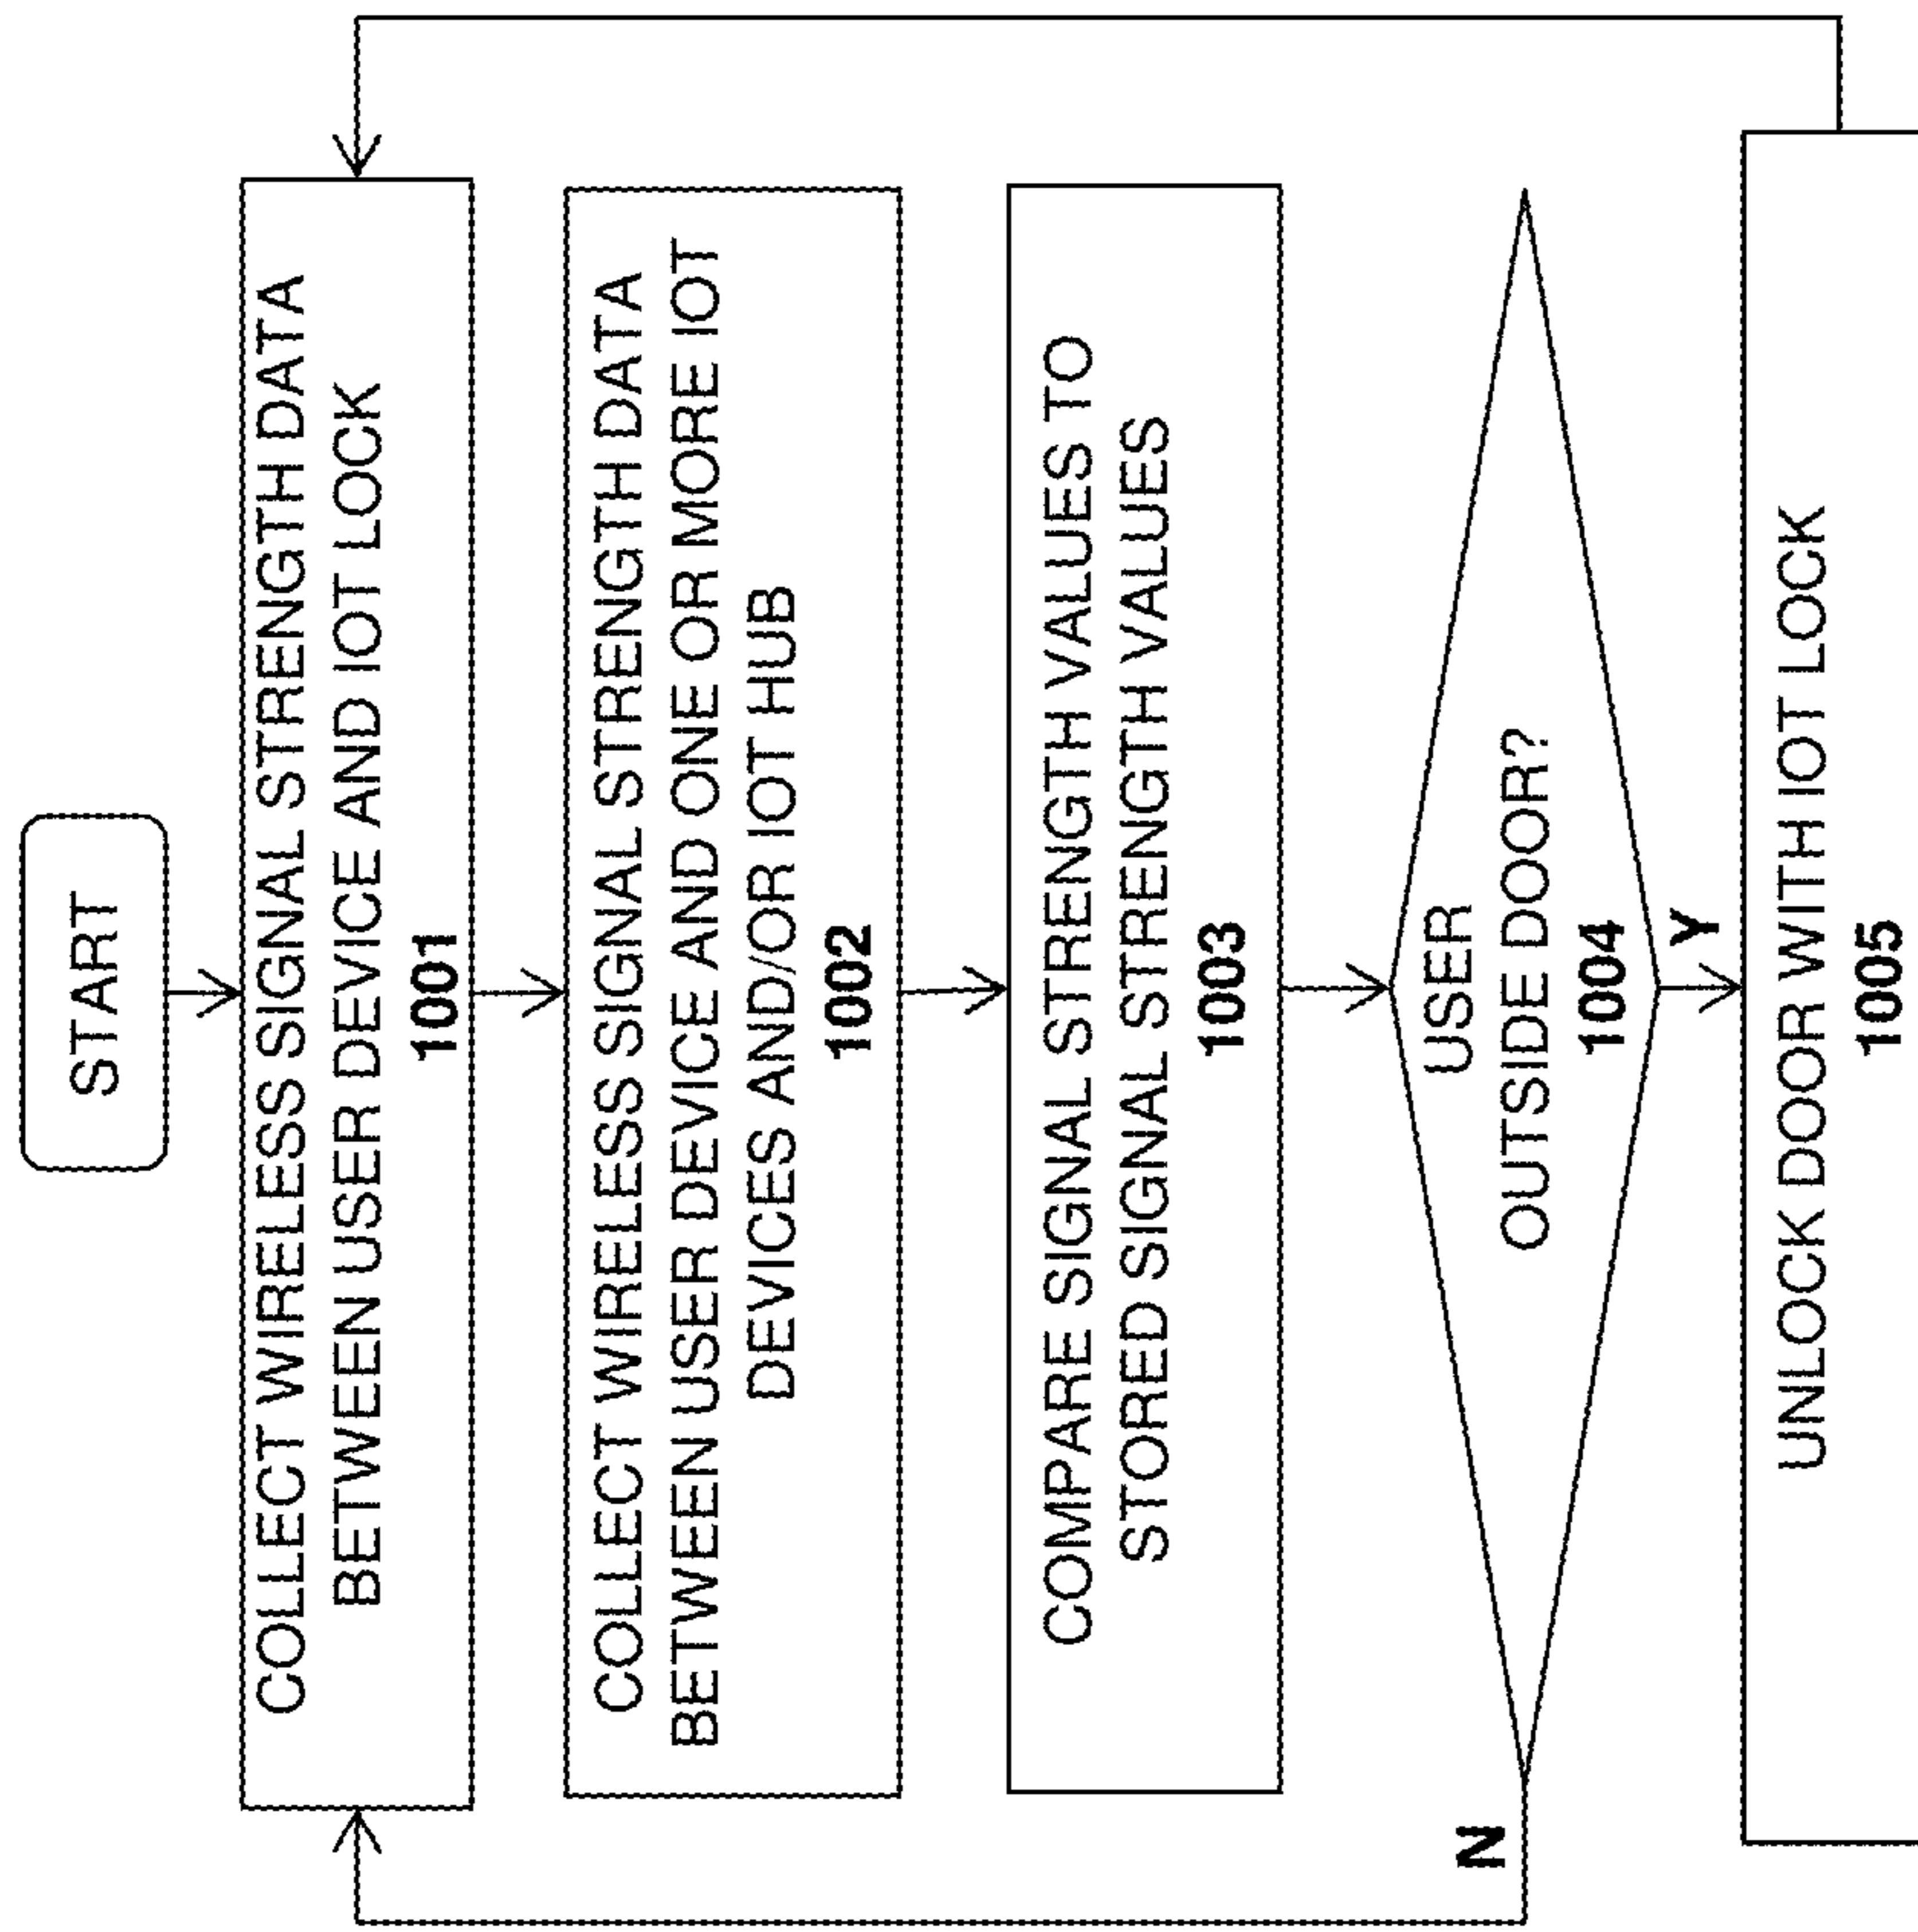 START
COLLECT WIRELESS SIGNAL STRENGTH DATA
BETWEEN USER DEVICE AND IOT LOCK
1001
COLLECT WIRELESS SIGNAL STRENGTH DATA
BETWEEN USER DEVICE AND ONE OR MORE IOT
DEVICES AND/OR IOT HUB
1002
COMPARE SIGNAL STRENGTH VALUES TO
STORED SIGNAL STRENGTH VALUES
1003
USER
OUTSIDE DOOR?
1004
N
Y
UNLOCK DOOR WITH IOT LOCK
1005